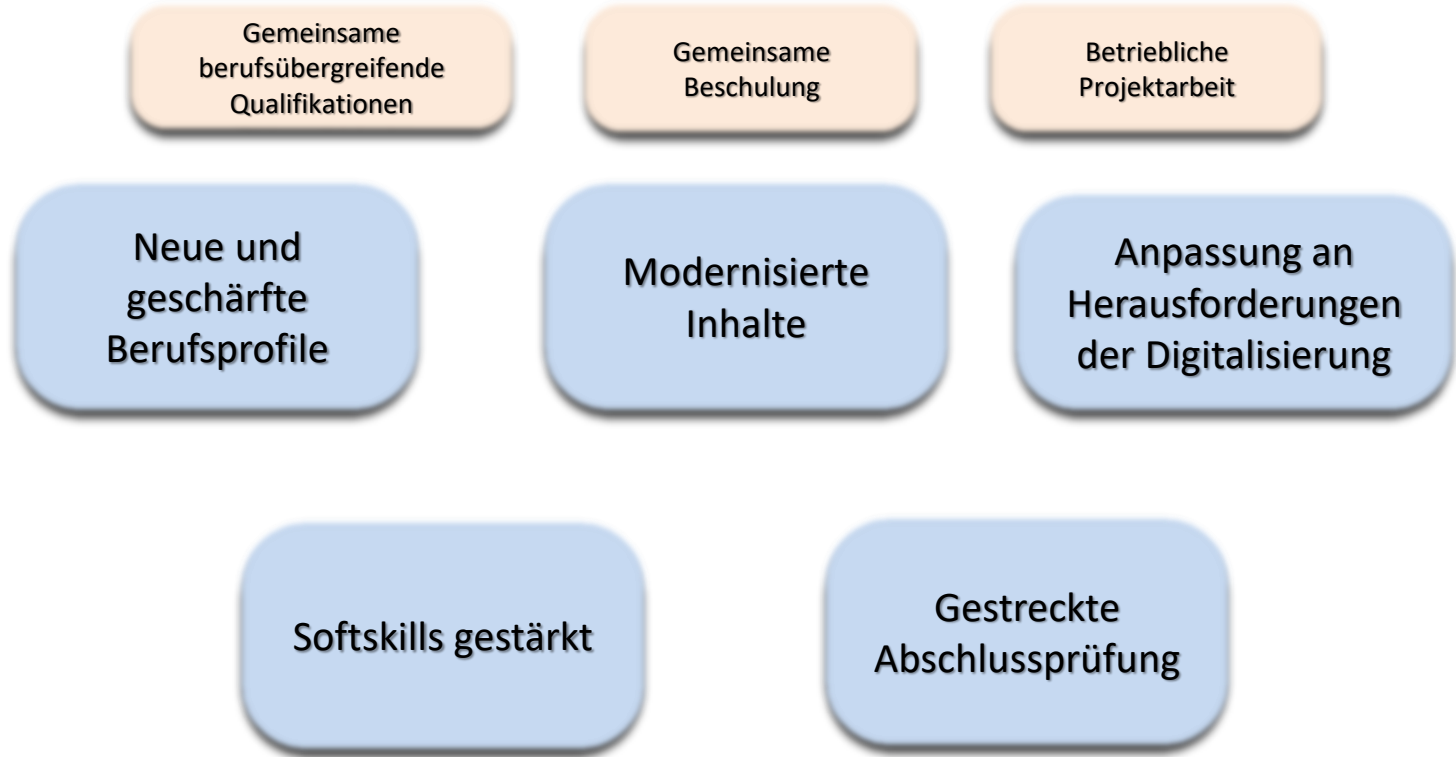 Gemeinsame
berufsübergreifende
Qualifikationen
Gemeinsame
Beschulung
Betriebliche
Projektarbeit
Neue und
geschärfte
Berufsprofile
Modernisierte
Inhalte
Anpassung an
Herausforderungen
der Digitalisierung
Softskills gestärkt
Gestreckte
Abschlussprüfung